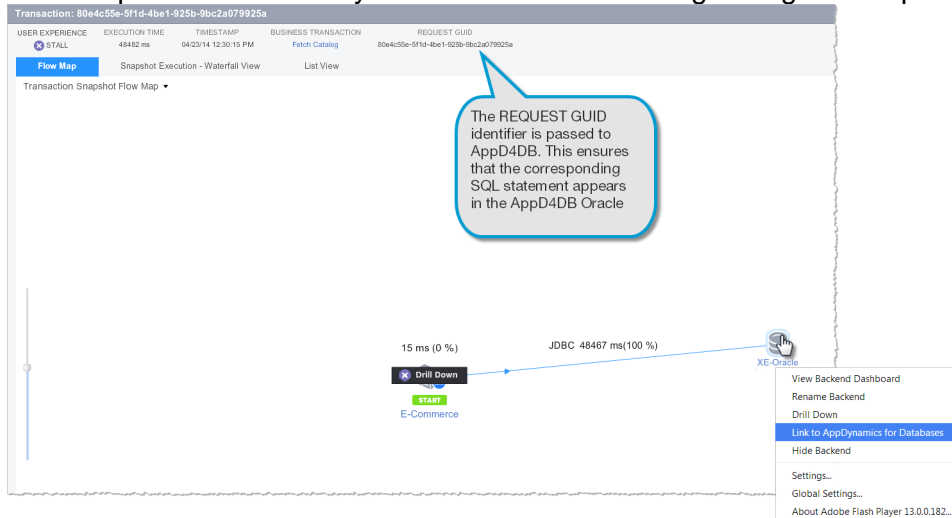 Transaction: 80e4c55e-5f1d-4be1-925b-9bc2a079925a
USER EXPERIENCE EXECUTION TIME TIMESTAMP BUSINESS TRANSACTION REQUEST GUID
STALL 48482 ms 04/23/14 12:30:15 PM Fetch Catalog 80e4c55e-5f1d-4be1-925b-9bc2a079925a
Flow Map Snapshot Execution - Waterfall View List View
Transaction Snapshot Flow Map
The REQUEST GUID
identifier is passed to
AppD4DB. This ensures
that the corresponding
SQL statement appears
in the AppD4DB Oracle
15 ms (0 %) JDBC 48467 ms(100 %)
XE-Oracle
Drill Down
START
E-Commerce
View Backend Dashboard
Rename Backend
Drill Down
Link to AppDynamics for Databases
Hide Backend
Settings...
Global Settings...
About Adobe Flash Player 13.0.0.182...